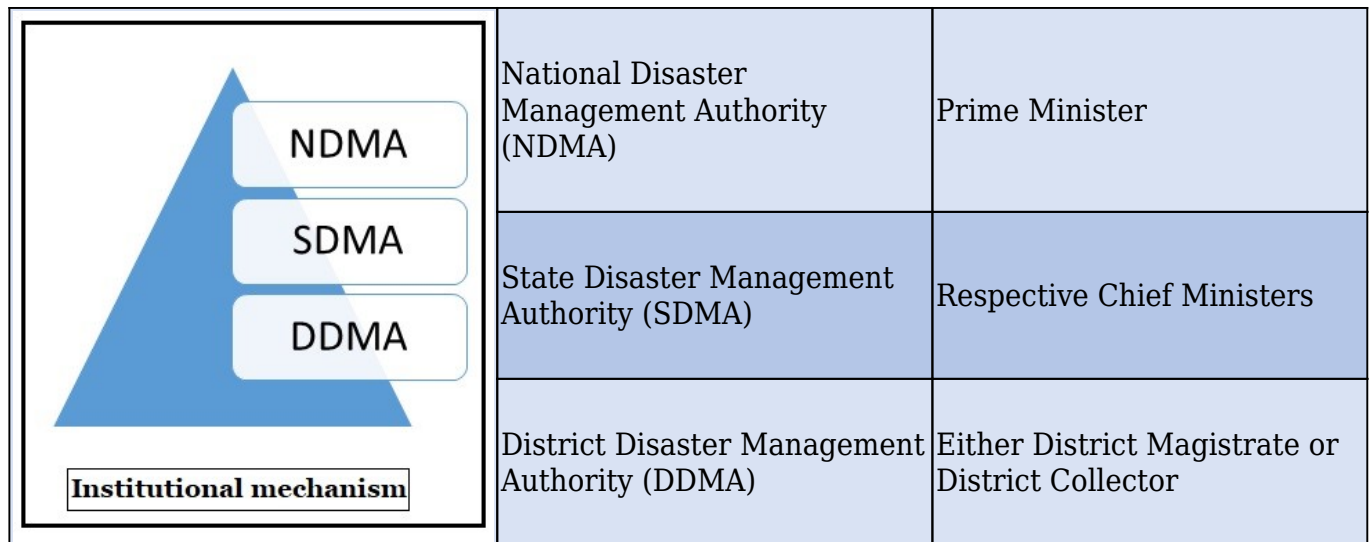 NDMA
SDMA
DDMA
Institutional mechanism
National Disaster
Management Authority
(NDMA)
Prime Minister
State Disaster Management
Authority (SDMA)
Respective Chief Ministers
District Disaster Management
Authority (DDMA)
Either District Magistrate or
District Collector